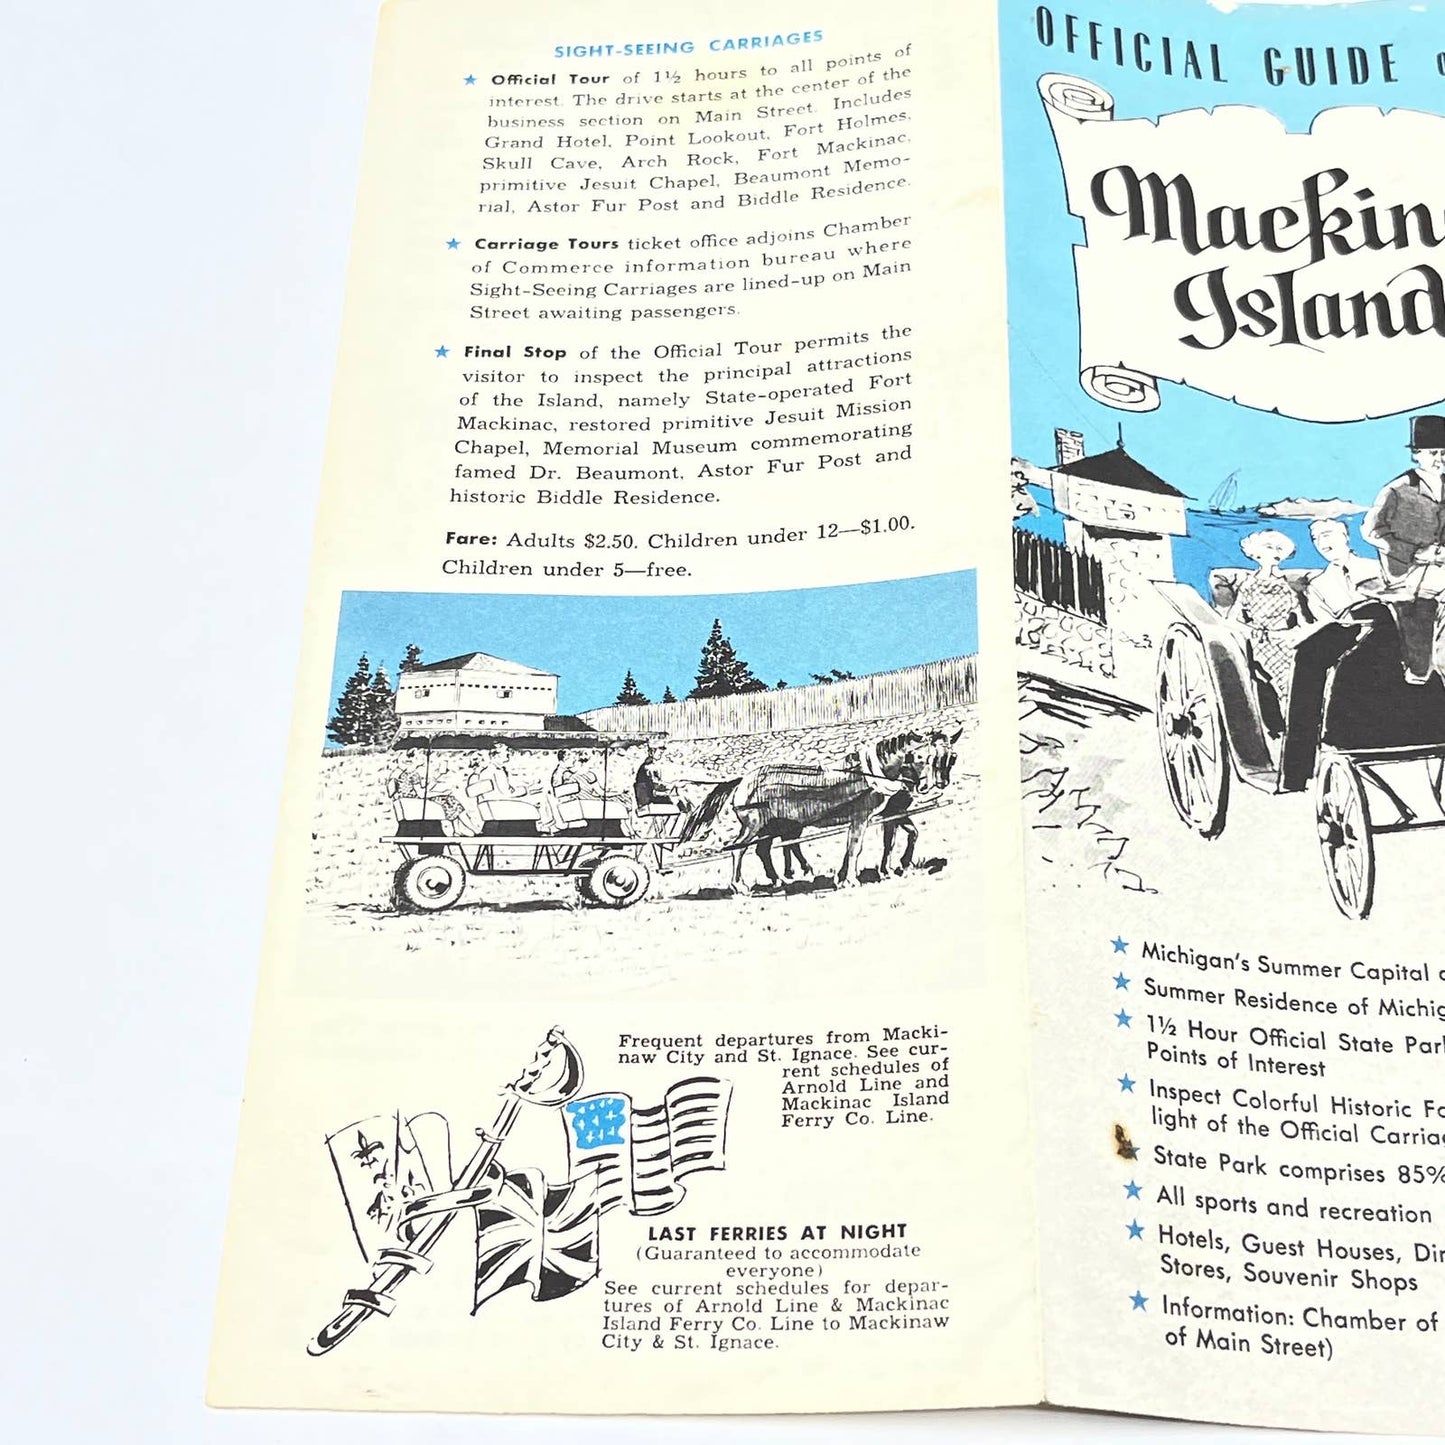 SIGHT-SEEING CARRIAGES
Official Tour of 1½ hours to all points of
interest. The drive starts at the center of the
business section on Main Street. Includes
Grand Hotel, Point Lookout, Fort Holmes,
Skull Cave, Arch Rock, Fort Mackinac,
primitive Jesuit Chapel, Beaumont Memo-
rial, Astor Fur Post and Biddle Residence.
Carriage Tours ticket office adjoins Chamber
of Commerce information bureau where
Sight-Seeing Carriages are lined-up on Main
Street awaiting passengers.
Final Stop of the Official Tour permits the
visitor to inspect the principal attractions
of the Island, namely State-operated Fort
Mackinac, restored primitive Jesuit Mission
Chapel, Memorial Museum commemorating
famed Dr. Beaumont, Astor Fur Post and
historic Biddle Residence.
Fare: Adults $2.50. Children under 12—$1.00.
Children under 5—free.
Frequent departures from Macki-
naw City and St. Ignace. See cur-
rent schedules of
Arnold Line and
Mackinac Island
Ferry Co. Line.
LAST FERRIES AT NIGHT
(Guaranteed to accommodate
everyone)
See current schedules for depar-
tures of Arnold Line & Mackinac
Island Ferry Co. Line to Mackinaw
City & St. Ignace.
OFFICIAL GUIDE
Mackin
Island
Michigan's Summer Capital
Summer Residence of Michig
1½ Hour Official State Park
Points of Interest
Inspect Colorful Historic Fo
light of the Official Carriag
State Park comprises 85%
All sports and recreation
Hotels, Guest Houses, Din
Stores, Souvenir Shops
Information: Chamber of
of Main Street)